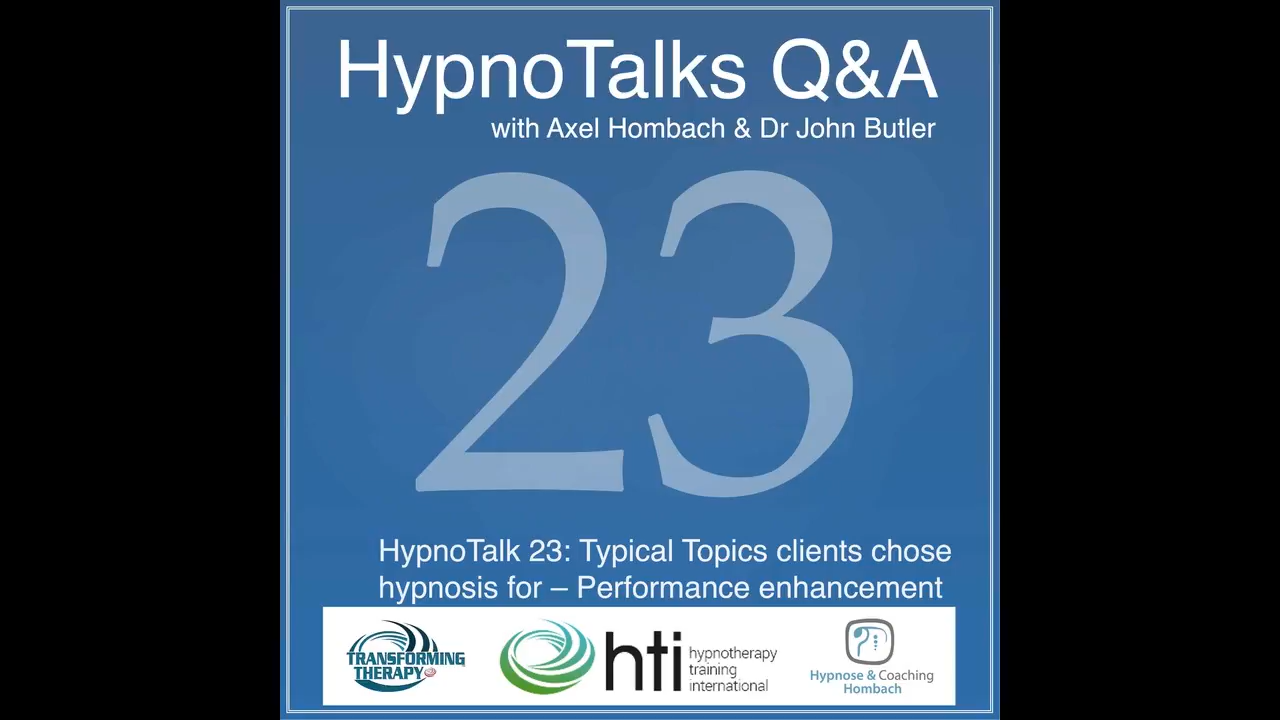 HypnoTalks Q&A
with Axel Hombach & Dr John Butler
23
HypnoTalk 23: Typical Topics clients chose
hypnosis for – Performance enhancement
TRANSFORMING
THERAPY
hti
hypnotherapy
training
international
Hypnose & Coaching
Hombach